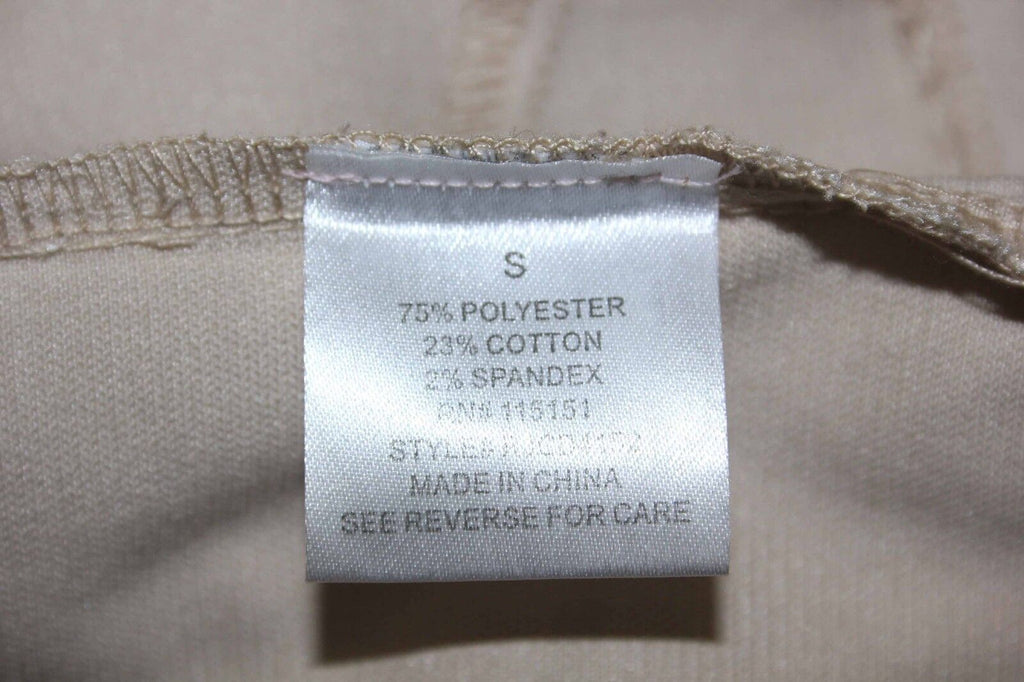 S
75% POLYESTER
23% COTTON
2% SPANDEX
RN# 115151
STYLE#
MADE IN CHINA
SEE REVERSE FOR CARE